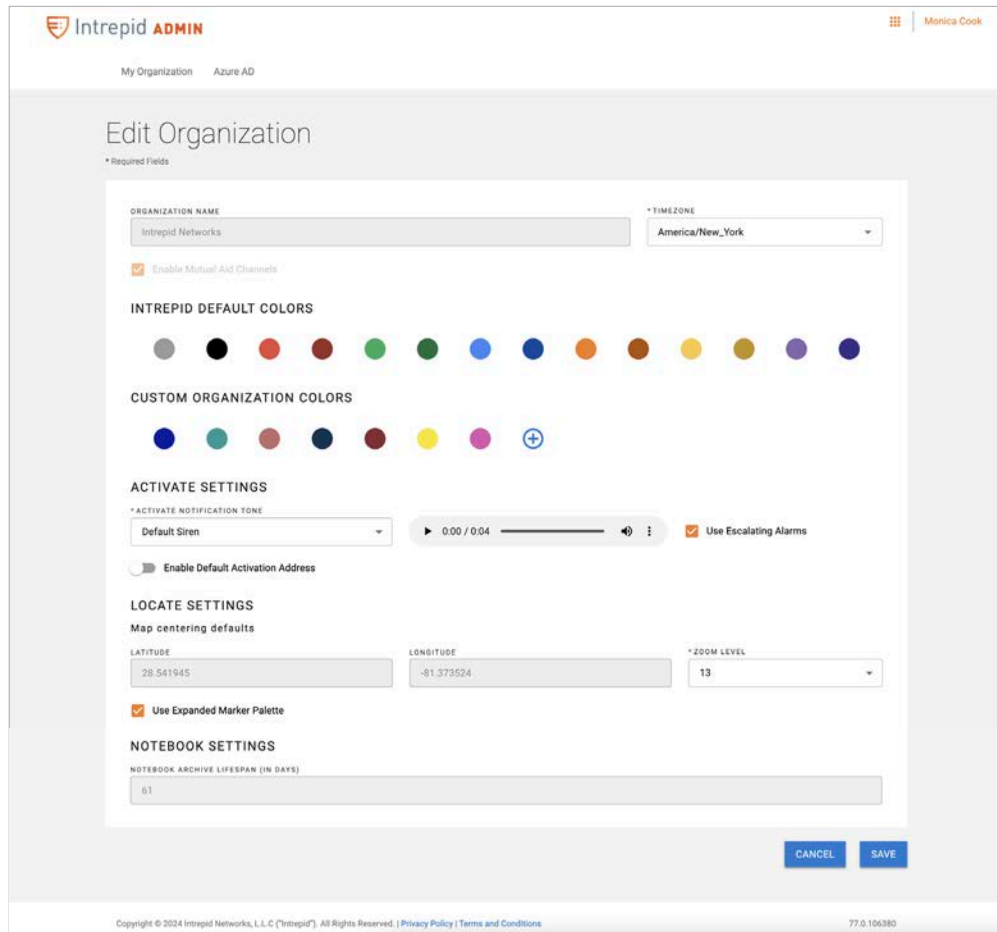 Intrepid ADMIN
Monica Cook
My Organization Azure AD
Edit Organization
* Required Fields
ORGANIZATION NAME * TIMEZONE
Intrepid Networks America/New_York
Enable Mutual Aid Channels
INTREPID DEFAULT COLORS
CUSTOM ORGANIZATION COLORS
ACTIVATE SETTINGS
* ACTIVATE NOTIFICATION TONE
Default Siren 0:00 / 0:04 Use Escalating Alarms
Enable Default Activation Address
LOCATE SETTINGS
Map centering defaults
LATITUDE LONGITUDE * ZOOM LEVEL
28.541945 -81.373524 13
Use Expanded Marker Palette
NOTEBOOK SETTINGS
NOTEBOOK ARCHIVE LIFESPAN (IN DAYS)
61
CANCEL SAVE
Copyright © 2024 Intrepid Networks, L.L.C ("Intrepid"). All Rights Reserved. | Privacy Policy | Terms and Conditions 77.0.106380